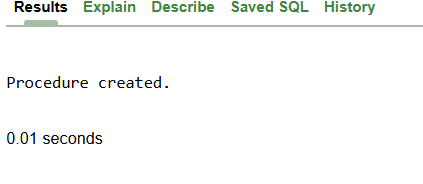 Results Explain Describe Saved SQL History
Procedure created.
0.01 seconds